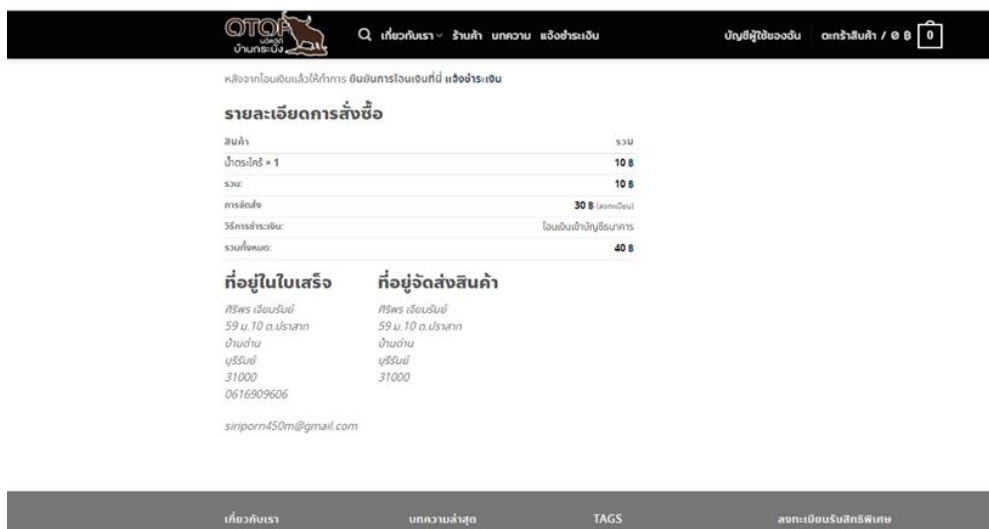 OTOP
นวัตวิถี
บ้านกระนัง
เกี่ยวกับเรา ร้านค้า บทความ แจ้งชำระเงิน
บัญชีผู้ใช้ของฉัน ตะกร้าสินค้า / 0 ฿ 0
หลังจากโอนเงินแล้วให้ทำการ ยืนยันการโอนเงินที่นี่ แจ้งชำระเงิน
รายละเอียดการสั่งซื้อ
สินค้า รวม
น้ำตระไคร้ × 1 10 ฿
รวม: 10 ฿
การจัดส่ง 30 ฿ (ลงทะเบียน)
วิธีการชำระเงิน: โอนเงินเข้าบัญชีธนาคาร
รวมทั้งหมด: 40 ฿
ที่อยู่ในใบเสร็จ
ศิริพร เจียมรัมย์
59 ม.10 ต.ปราสาท
บ้านด่าน
บุรีรัมย์
31000
0616909606
siriporn450m@gmail.com
ที่อยู่จัดส่งสินค้า
ศิริพร เจียมรัมย์
59 ม.10 ต.ปราสาท
บ้านด่าน
บุรีรัมย์
31000
เกี่ยวกับเรา บทความล่าสุด TAGS ลงทะเบียนรับสิทธิพิเศษ